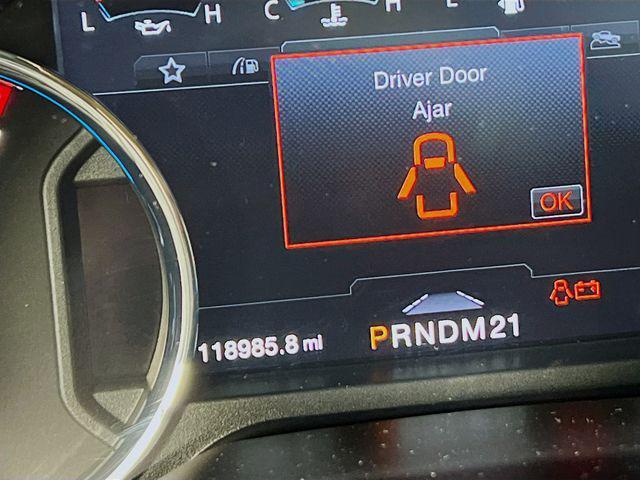 L H C H L
Driver Door
Ajar
OK
118985.8 mi
PRNDM21